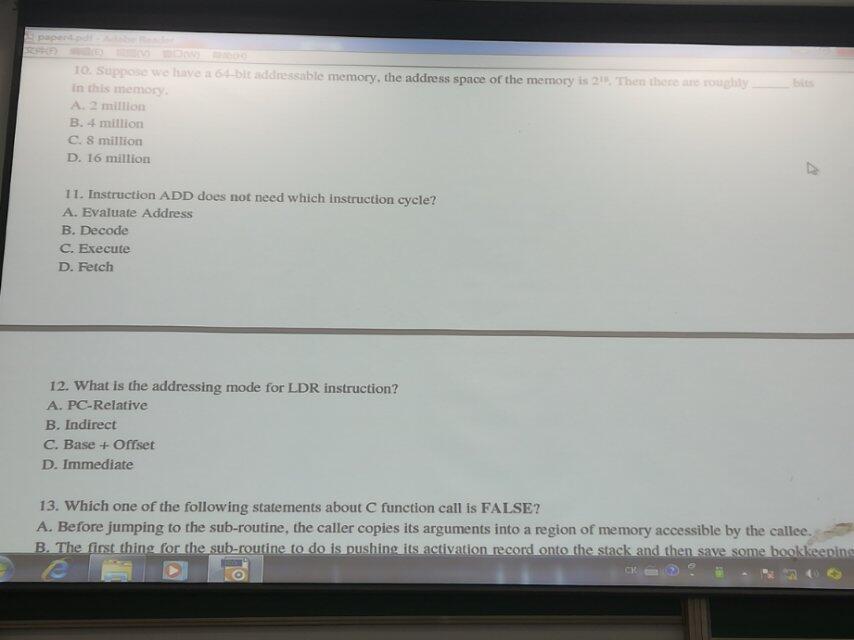 paper4.pdf - Adobe Reader
文件(F) 编辑(E) 视图(V) 窗口(W) 帮助(H)
10. Suppose we have a 64-bit addressable memory, the address space of the memory is 2¹⁸. Then there are roughly _____ bits
in this memory.
A. 2 million
B. 4 million
C. 8 million
D. 16 million
11. Instruction ADD does not need which instruction cycle?
A. Evaluate Address
B. Decode
C. Execute
D. Fetch
12. What is the addressing mode for LDR instruction?
A. PC-Relative
B. Indirect
C. Base + Offset
D. Immediate
13. Which one of the following statements about C function call is FALSE?
A. Before jumping to the sub-routine, the caller copies its arguments into a region of memory accessible by the callee.
B. The first thing for the sub-routine to do is pushing its activation record onto the stack and then save some bookkeeping
CK